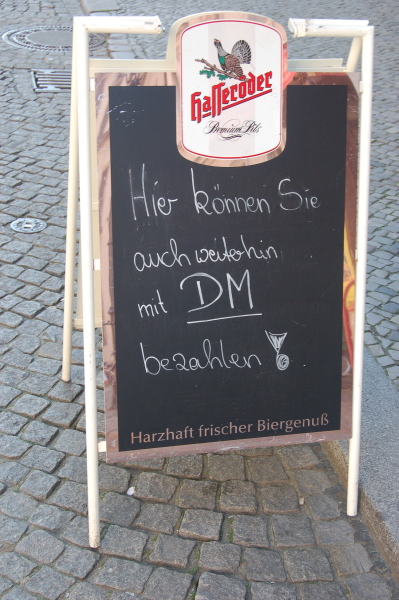 Hasseröder
Premium Pils
Hier können Sie
auch weiterhin
mit DM
bezahlen!
Harzhaft frischer Biergenuß